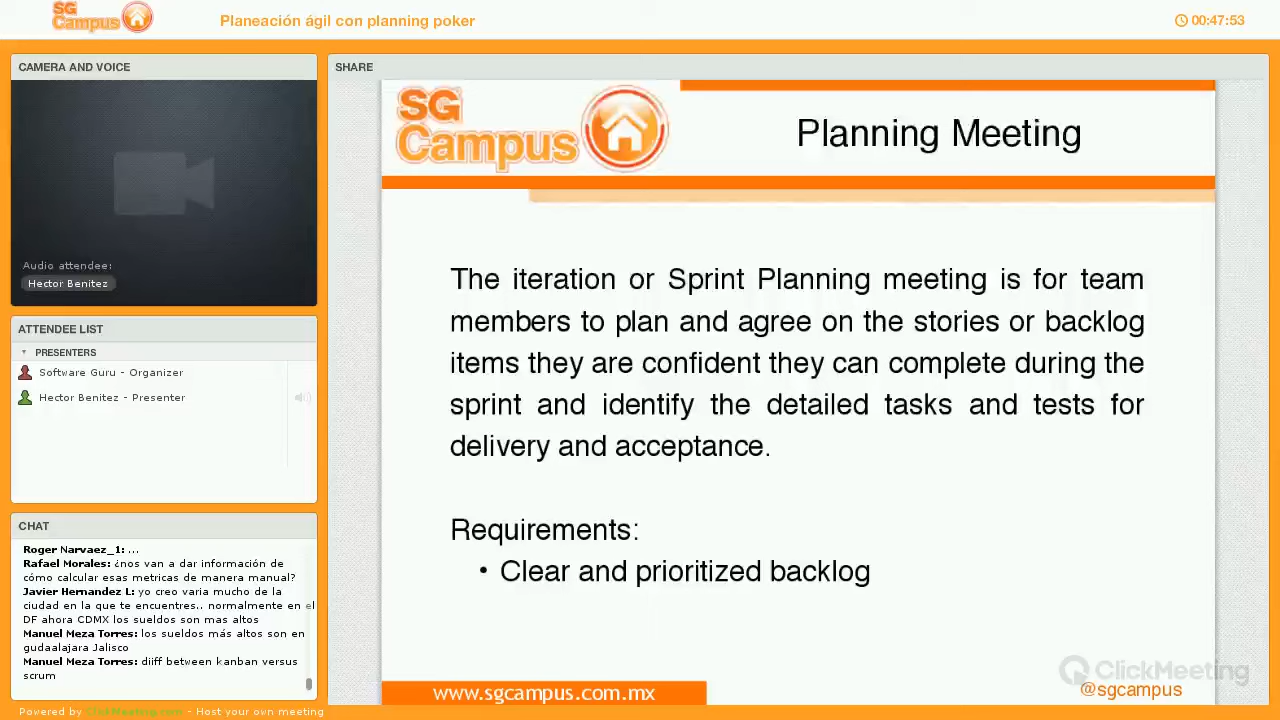 SG Campus
Planeación ágil con planning poker
00:47:53
CAMERA AND VOICE
Audio attendee:
Hector Benitez
ATTENDEE LIST
PRESENTERS
Software Guru - Organizer
Hector Benitez - Presenter
CHAT
Roger Narvaez_1: ...
Rafael Morales: ¿nos van a dar información de
cómo calcular esas metricas de manera manual?
Javier Hernandez L: yo creo varia mucho de la
ciudad en la que te encuentres.. normalmente en el
DF ahora CDMX los sueldos son mas altos
Manuel Meza Torres: los sueldos más altos son en
gudaalajara Jalisco
Manuel Meza Torres: diiff between kanban versus
scrum
Powered by ClickMeeting.com - Host your own meeting
SHARE
SG
Campus
Planning Meeting
The iteration or Sprint Planning meeting is for team
members to plan and agree on the stories or backlog
items they are confident they can complete during the
sprint and identify the detailed tasks and tests for
delivery and acceptance.
Requirements:
• Clear and prioritized backlog
ClickMeeting
www.sgcampus.com.mx
@sgcampus